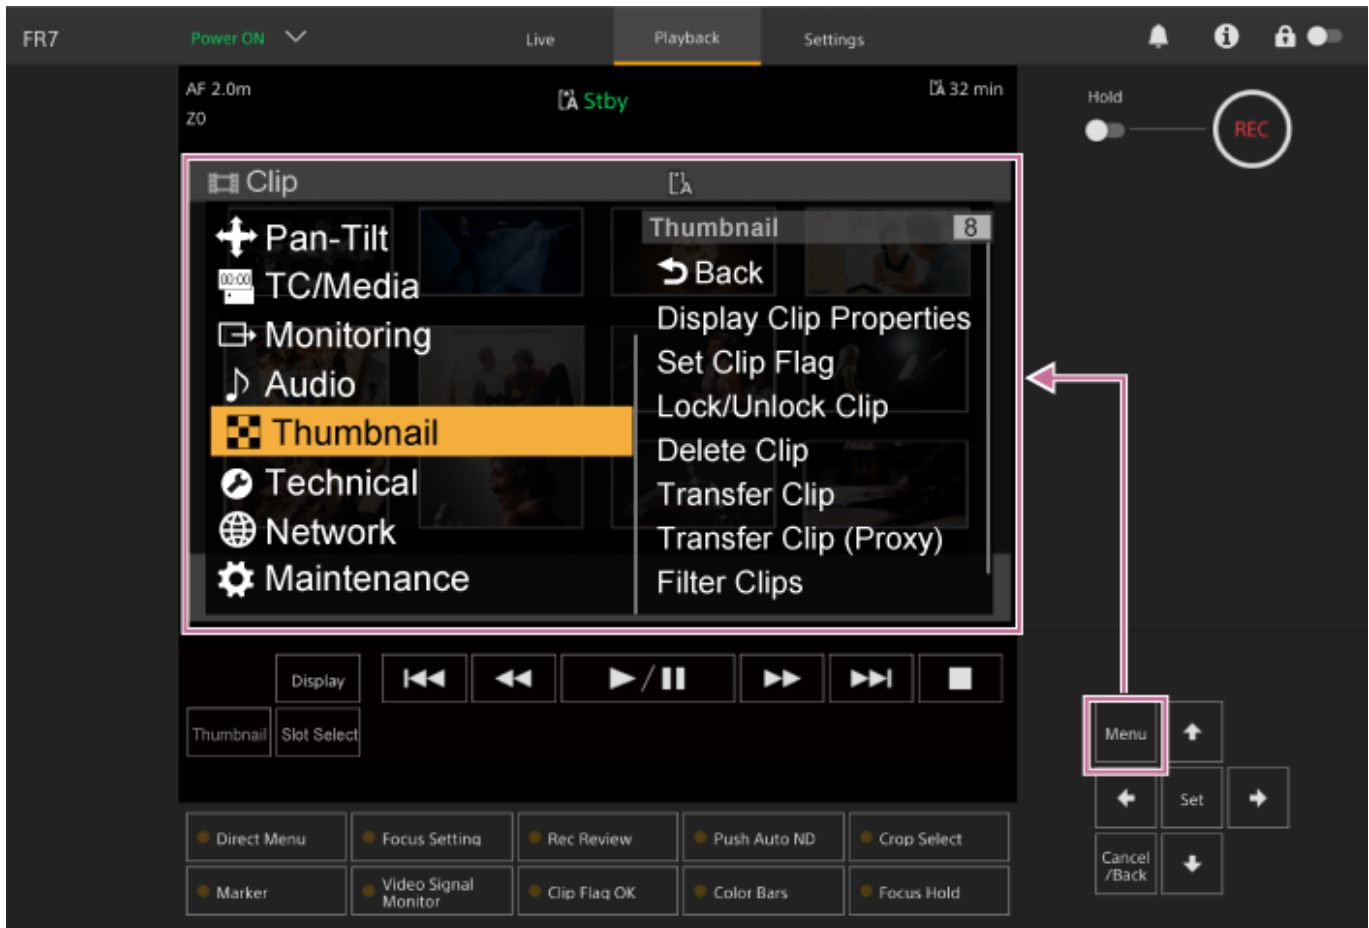 FR7
Power ON
Live
Playback
Settings
AF 2.0m
Z0
A Stby
A 32 min
Hold
REC
Clip
A
Pan-Tilt
00:00 TC/Media
Monitoring
Audio
Thumbnail
Technical
Network
Maintenance
Thumbnail 8
Back
Display Clip Properties
Set Clip Flag
Lock/Unlock Clip
Delete Clip
Transfer Clip
Transfer Clip (Proxy)
Filter Clips
Display
Thumbnail
Slot Select
Menu
Set
Cancel
/Back
Direct Menu
Focus Setting
Rec Review
Push Auto ND
Crop Select
Marker
Video Signal
Monitor
Clip Flag OK
Color Bars
Focus Hold